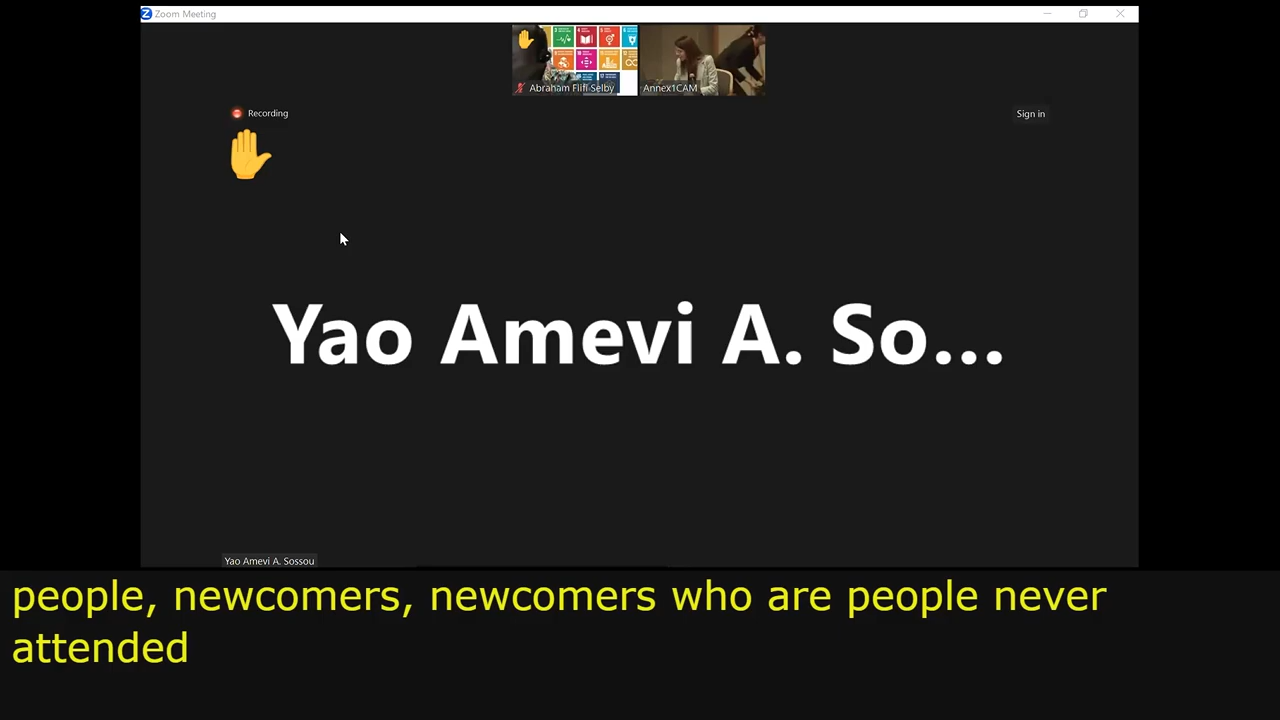 Zoom Meeting
Abraham Fiifi Selby
Annex1CAM
Recording
Sign in
Yao Amevi A. So...
Yao Amevi A. Sossou
people, newcomers, newcomers who are people never
attended